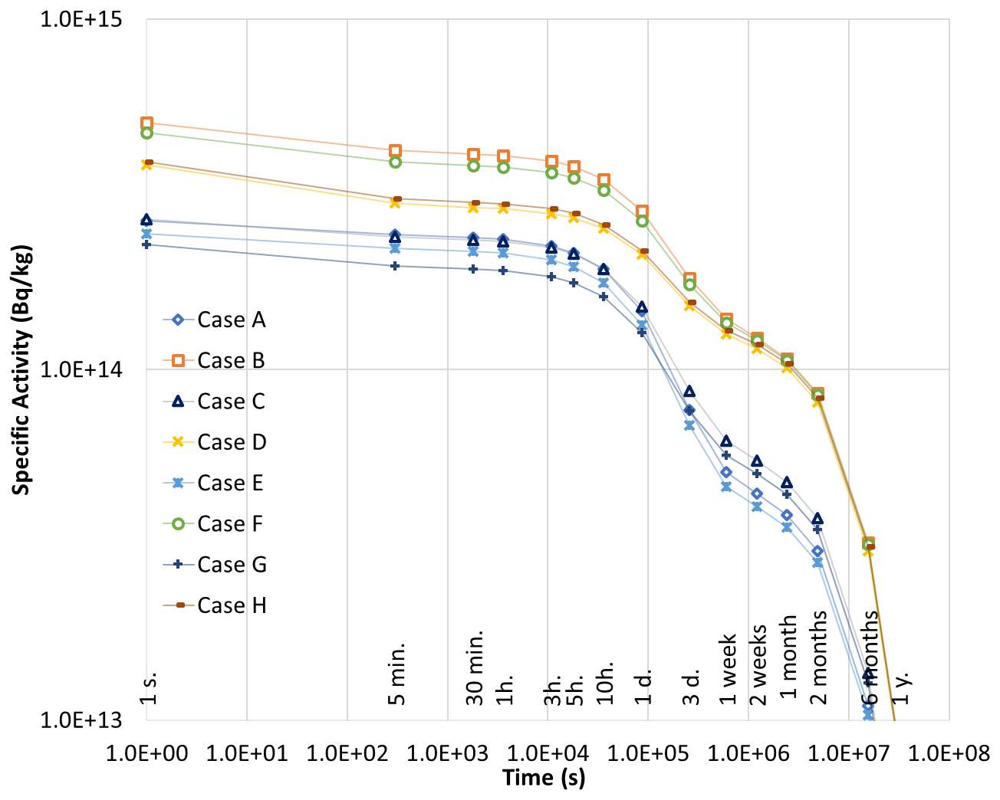 1.0E+15
1.0E+14
1.0E+13
Specific Activity (Bq/kg)
Case A
Case B
Case C
Case D
Case E
Case F
Case G
Case H
1 s.
5 min.
30 min.
1h.
3h.
5h.
10h.
1 d.
3 d.
1 week
2 weeks
1 month
2 months
6 months
1 y.
1.0E+00 1.0E+01 1.0E+02 1.0E+03 1.0E+04 1.0E+05 1.0E+06 1.0E+07 1.0E+08
Time (s)